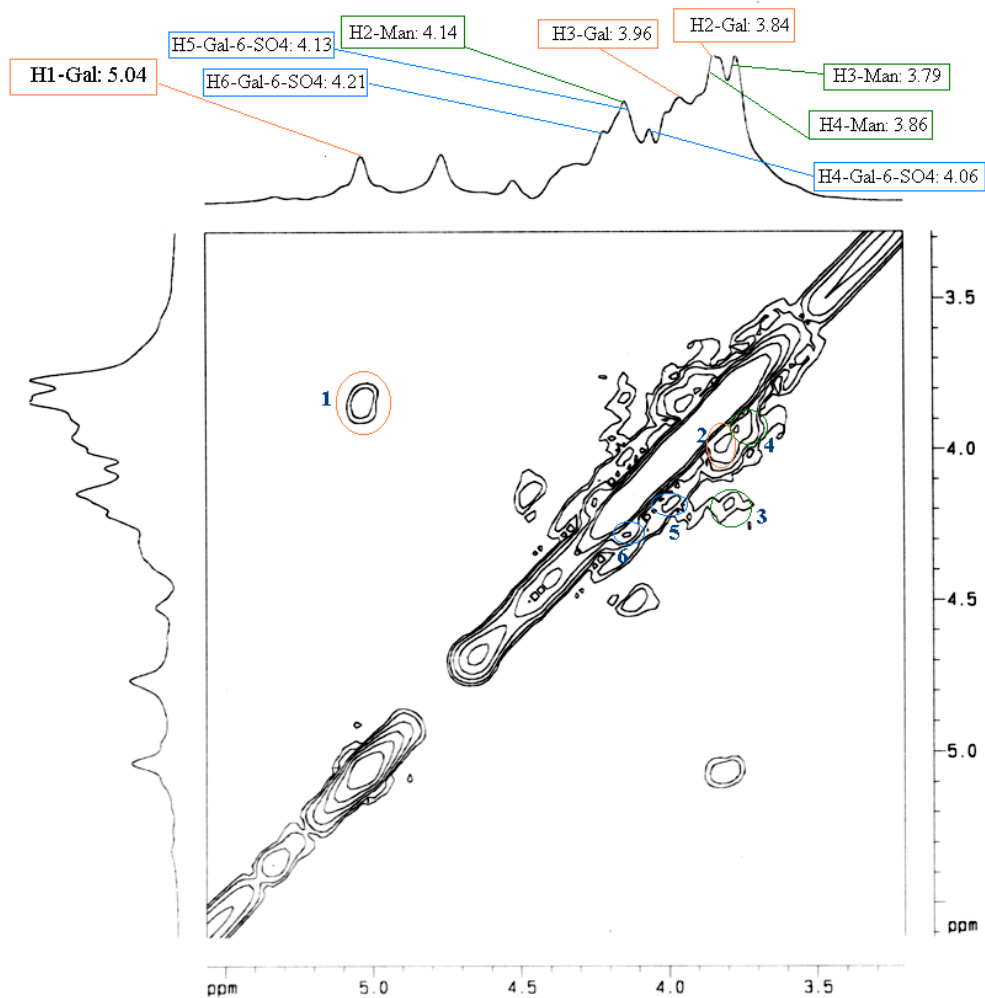 H3-Gal: 3.96
H2-Gal: 3.84
H2-Man: 4.14
H5-Gal-6-SO4: 4.13
H1-Gal: 5.04
H6-Gal-6-SO4: 4.21
H3-Man: 3.79
H4-Man: 3.86
H4-Gal-6-SO4: 4.06
3.5
1
2
4
4.0
3
5
6
4.5
5.0
ppm
ppm
5.0
4.5
4.0
3.5